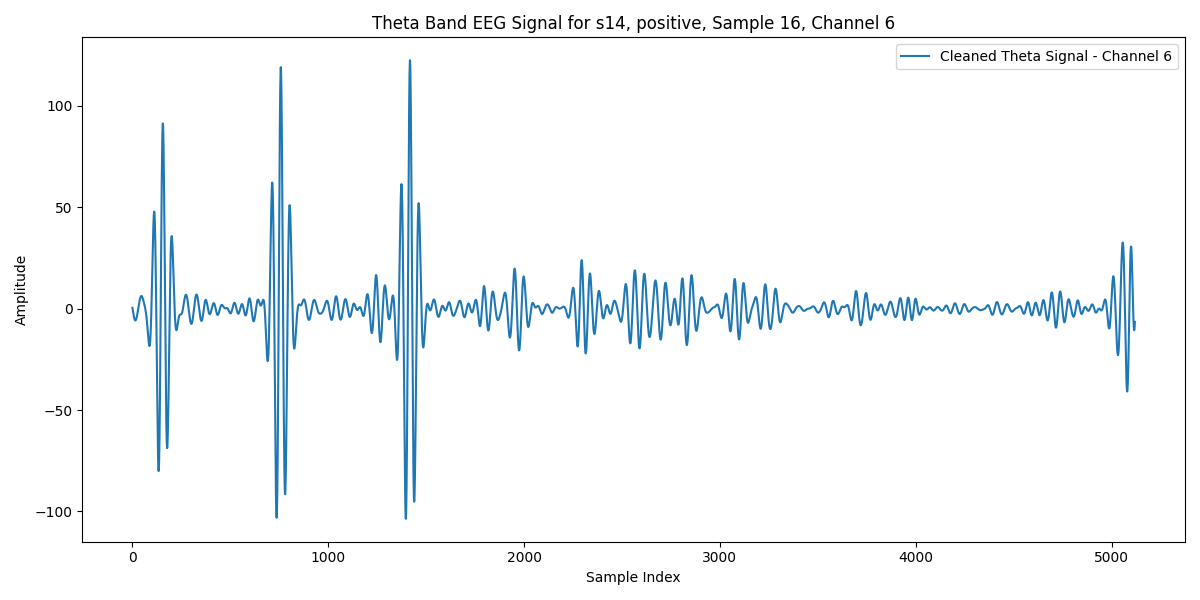 Theta Band EEG Signal for s14, positive, Sample 16, Channel 6
Cleaned Theta Signal - Channel 6
Amplitude
100
50
0
−50
−100
0 1000 2000 3000 4000 5000
Sample Index